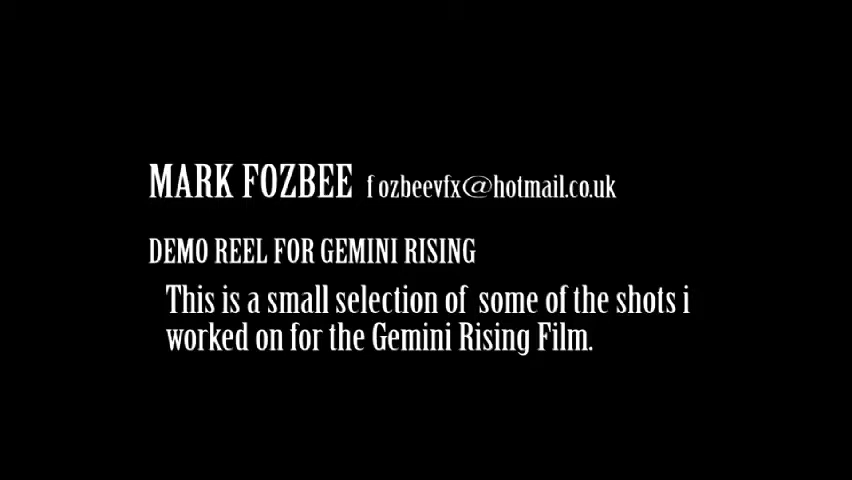 MARK FOZBEE fozbeevfx@hotmail.co.uk
DEMO REEL FOR GEMINI RISING
This is a small selection of some of the shots i
worked on for the Gemini Rising Film.